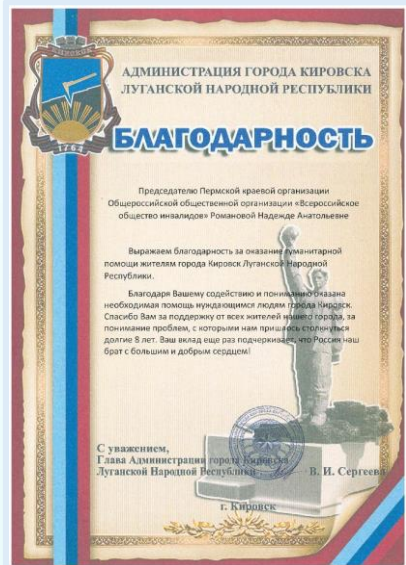 1764
АДМИНИСТРАЦИЯ ГОРОДА КИРОВСКА
ЛУГАНСКОЙ НАРОДНОЙ РЕСПУБЛИКИ
БЛАГОДАРНОСТЬ
Председателю Пермской краевой организации
Общероссийской общественной организации «Всероссийское
общество инвалидов» Романовой Надежде Анатольевне
Выражаем благодарность за оказание гуманитарной
помощи жителям города Кировск Луганской Народной
Республики.
Благодаря Вашему содействию и пониманию оказана
необходимая помощь нуждающимся людям города Кировск.
Спасибо Вам за поддержку от всех жителей нашего города, за
понимание проблем, с которыми нам пришлось столкнуться
долгие 8 лет. Ваш вклад еще раз подчеркивает, что Россия наш
брат с большим и добрым сердцем!
С уважением,
Глава Администрации города Кировска
Луганской Народной Республики В. И. Сергеева
г. Кировск